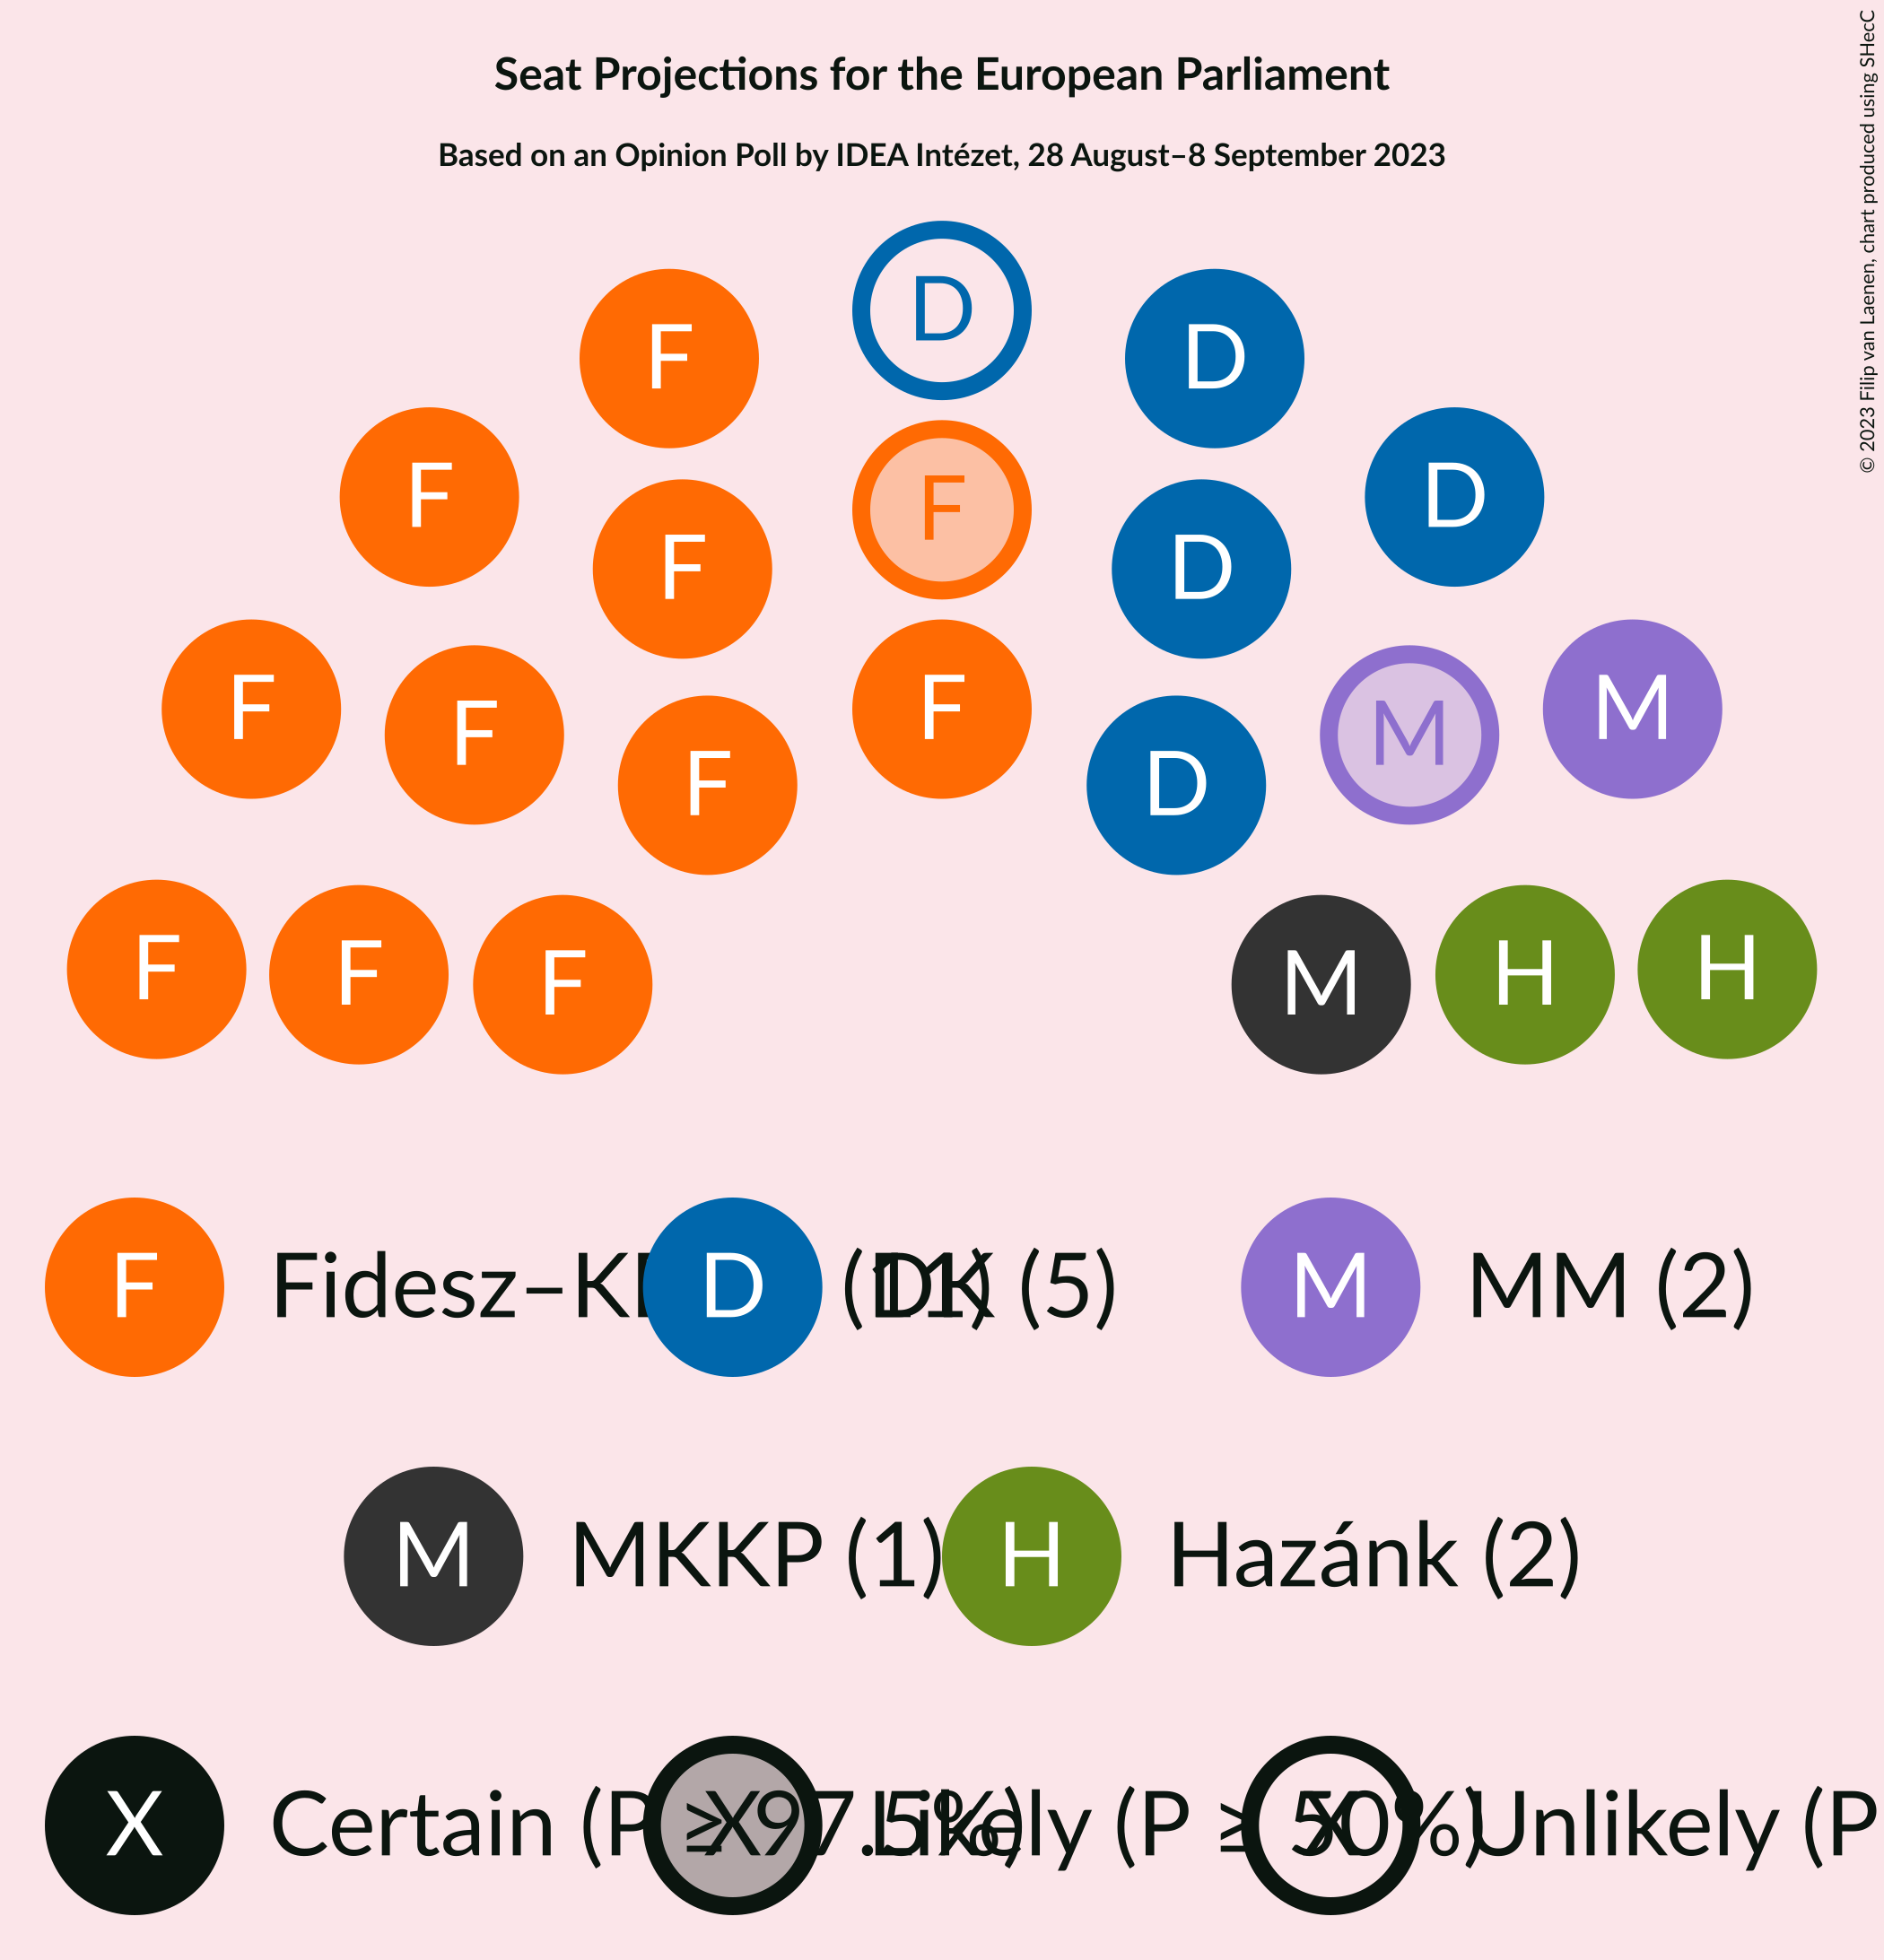 Seat Projections for the European Parliament
Based on an Opinion Poll by IDEA Intézet, 28 August–8 September 2023
© 2023 Filip van Laenen, chart produced using SHecC
D
F D
F D
F
F D
F F M
F F M
F D
F F F M H H
F Fidesz–K (11)
D DK (5)
M MM (2)
M MKKP (1)
H Hazánk (2)
X Certain (P ≥ 97.5%)
X Likely (P ≥ 50%)
X Unlikely (P